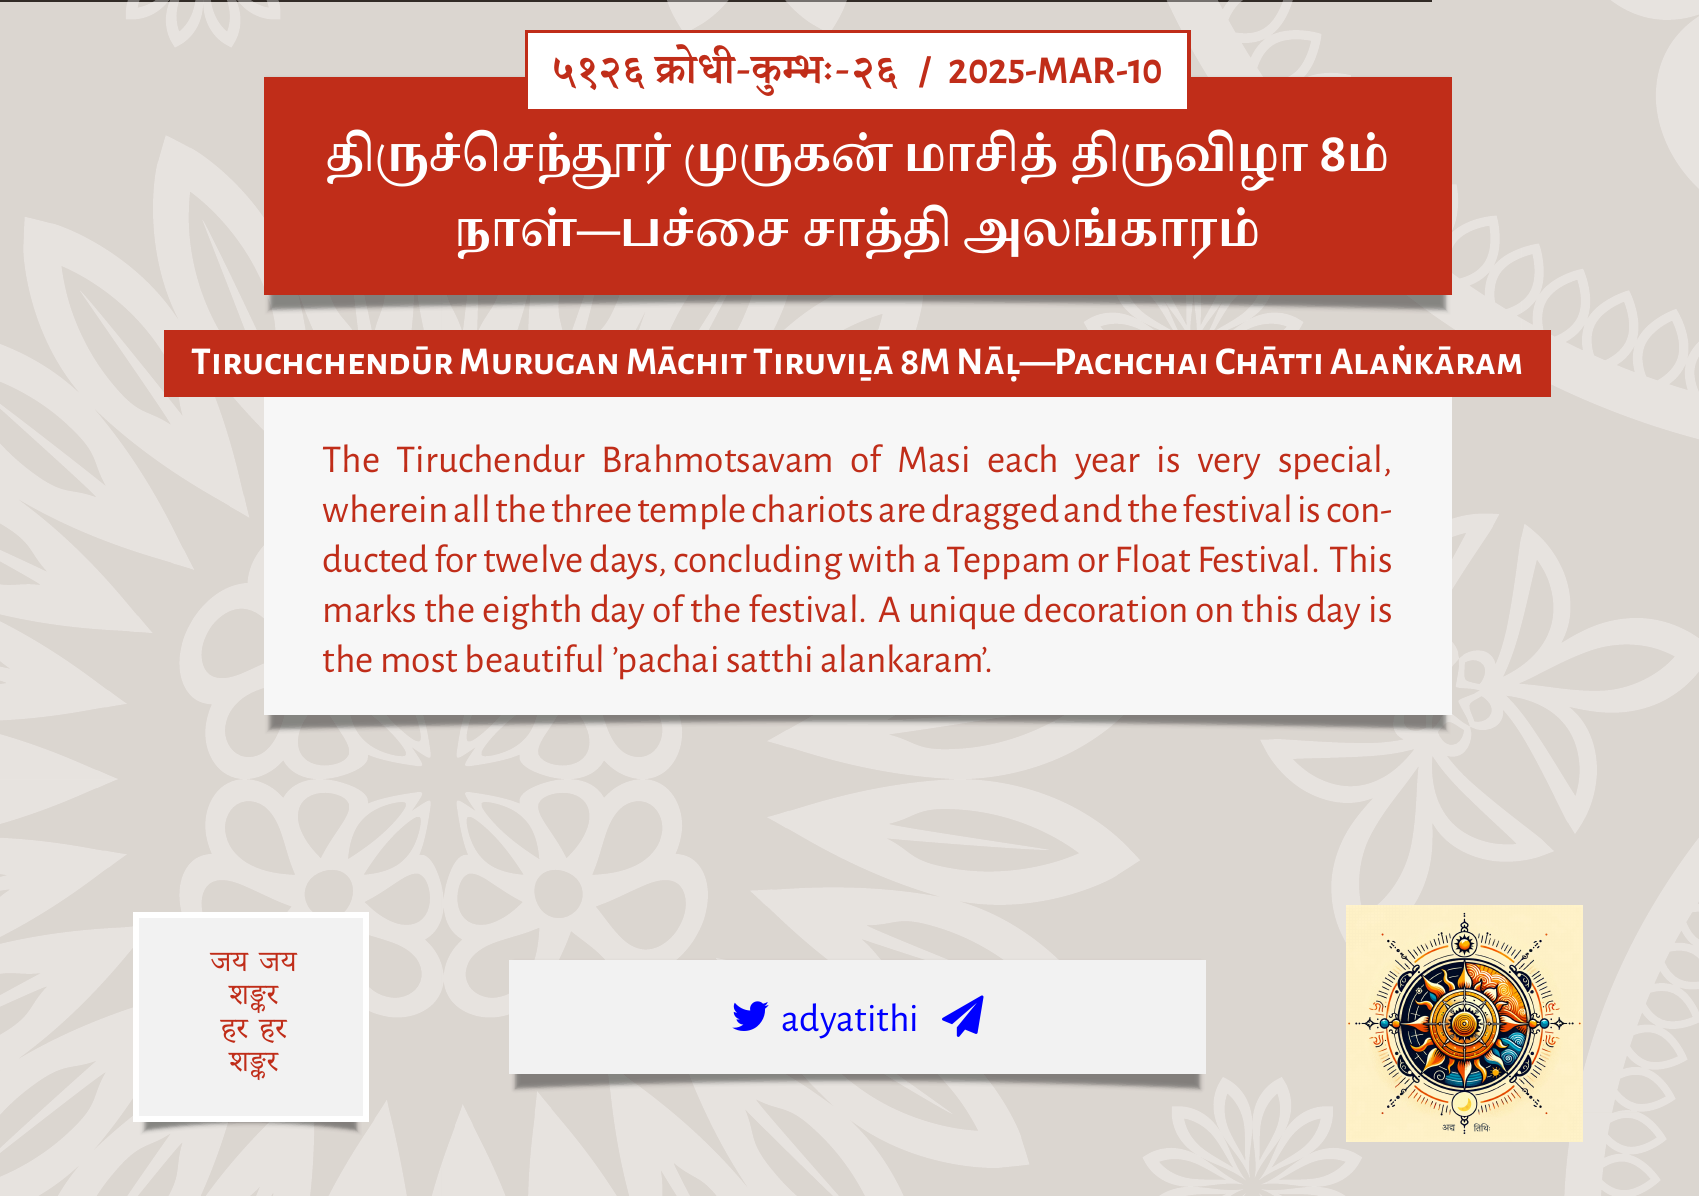 ५१२६ क्रोधी-कुम्भः-२६ / 2025-MAR-10
திருச்செந்தூர் முருகன் மாசித் திருவிழா 8ம்
நாள்—பச்சை சாத்தி அலங்காரம்
Tiruchchendūr Murugan Māchit Tiruviḻā 8m Nāḷ—Pachchai Chātti Alaṅkāram
The Tiruchendur Brahmotsavam of Masi each year is very special,
wherein all the three temple chariots are dragged and the festival is con-
ducted for twelve days, concluding with a Teppam or Float Festival. This
marks the eighth day of the festival. A unique decoration on this day is
the most beautiful ’pachai satthi alankaram’.
जय जय
शङ्कर
हर हर
शङ्कर
adyatithi
अद्य तिथिः